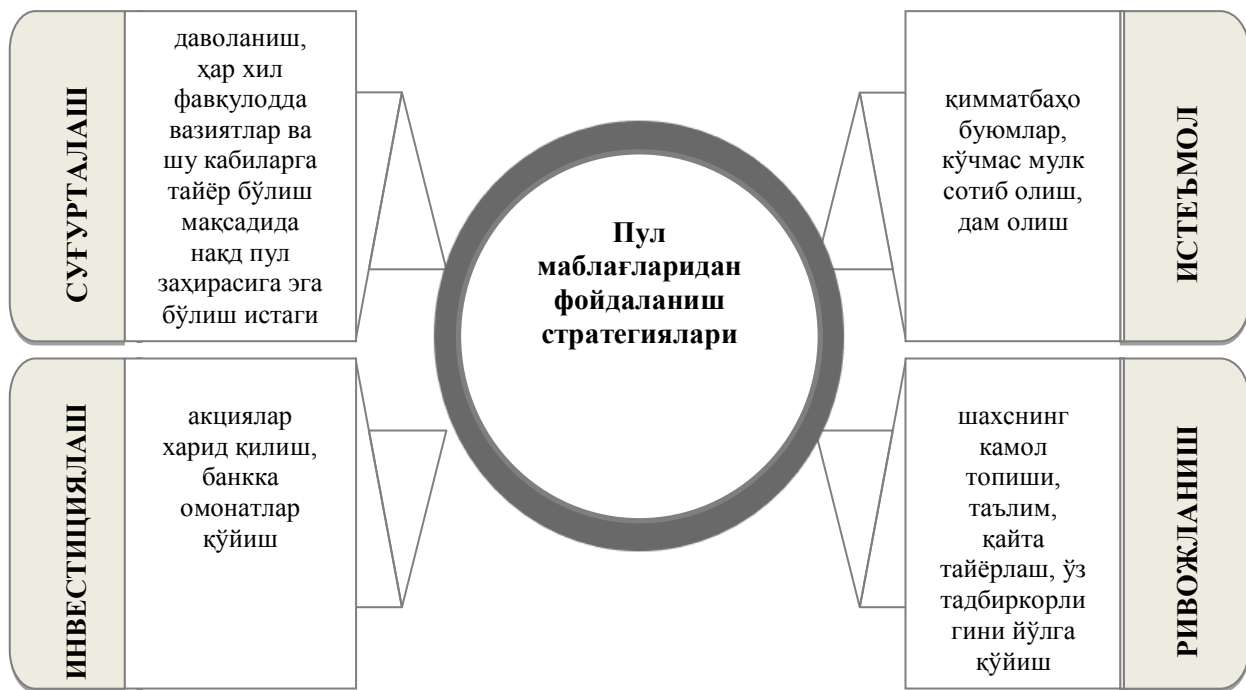 СУҒУРТАЛАШ
даволаниш,
ҳар хил
фавқулодда
вазиятлар ва
шу кабиларга
тайёр бўлиш
мақсадида
нақд пул
заҳирасига эга
бўлиш истаги
Пул
маблағларидан
фойдаланиш
стратегиялари
қимматбаҳо
буюмлар,
кўчмас мулк
сотиб олиш,
дам олиш
ИСТЕЪМОЛ
ИНВЕСТИЦИЯЛАШ
акциялар
харид қилиш,
банкка
омонатлар
қўйиш
шахснинг
камол
топиши,
таълим,
қайта
тайёрлаш, ўз
тадбиркорли
гини йўлга
қўйиш
РИВОЖЛАНИШ